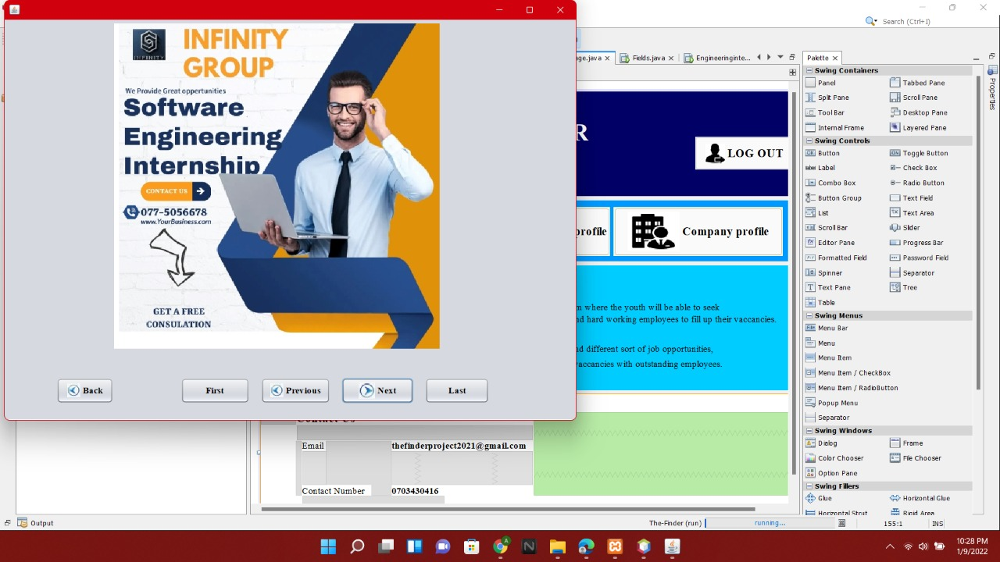 INFINITY
INFINITY
GROUP
We Provide Great opportunities
Software
Engineering
Internship
CONTACT US
077-5056678
www.YourBusiness.com
GET A FREE
CONSULATION
Back
First
Previous
Next
Last
Search (Ctrl+I)
age.java
Fields.java
Engineeringinte...
R
LOG OUT
profile
Company profile
n where the youth will be able to seek
nd hard working employees to fill up their vaccancies.
nd different sort of job opportunities,
vaccancies with outstanding employees.
Contact Us
Email
thefinderproject2021@gmail.com
Contact Number
0703430416
Palette
Swing Containers
Panel
Tabbed Pane
Split Pane
Scroll Pane
Tool Bar
Desktop Pane
Internal Frame
Layered Pane
Swing Controls
Button
Toggle Button
Label
Check Box
Combo Box
Radio Button
Button Group
Text Field
List
Text Area
Scroll Bar
Slider
Editor Pane
Progress Bar
Formatted Field
Password Field
Spinner
Separator
Text Pane
Tree
Table
Swing Menus
Menu Bar
Menu
Menu Item
Menu Item / CheckBox
Menu Item / RadioButton
Popup Menu
Separator
Swing Windows
Dialog
Frame
Color Chooser
File Chooser
Option Pane
Swing Fillers
Glue
Horizontal Glue
Horizontal Strut
Rigid Area
Properties
Output
The-Finder (run)
running...
155:1
INS
10:28 PM
1/9/2022